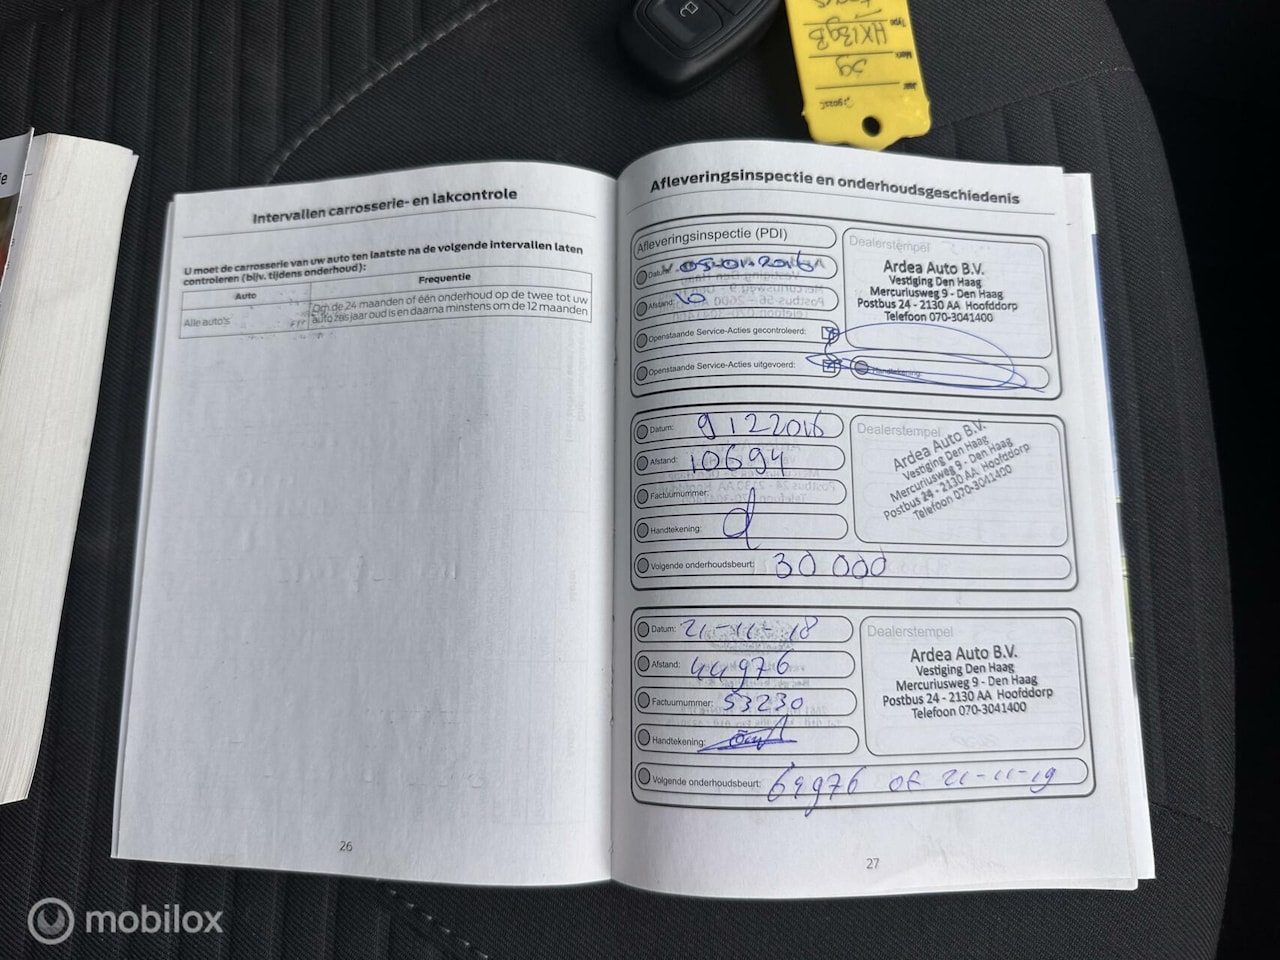 Intervallen carrosserie- en lakcontrole
U moet de carrosserie van uw auto ten laatste na de volgende intervallen laten
controleren (bijv. tijdens onderhoud):
Auto
Frequentie
Alle auto's
Om de 24 maanden of één onderhoud op de twee tot uw
auto zes jaar oud is en daarna minstens om de 12 maanden
26
Afleveringsinspectie en onderhoudsgeschiedenis
Afleveringsinspectie (PDI)
Datum: 05-01-2016
Afstand:
Openstaande Service-Acties gecontroleerd:
Openstaande Service-Acties uitgevoerd:
Dealerstempel
Ardea Auto B.V.
Vestiging Den Haag
Mercuriusweg 9 - Den Haag
Postbus 24 - 2130 AA Hoofddorp
Telefoon 070-3041400
Handtekening:
Datum: 9 12 2016
Afstand: 10694
Factuurnummer:
Handtekening:
Volgende onderhoudsbeurt: 30 000
Dealerstempel
Ardea Auto B.V.
Vestiging Den Haag
Mercuriusweg 9 - Den Haag
Postbus 24 - 2130 AA Hoofddorp
Telefoon 070-3041400
Datum: 21-11-18
Afstand: 44976
Factuurnummer: 53230
Handtekening:
Volgende onderhoudsbeurt: 64976 of 21-11-19
Dealerstempel
Ardea Auto B.V.
Vestiging Den Haag
Mercuriusweg 9 - Den Haag
Postbus 24 - 2130 AA Hoofddorp
Telefoon 070-3041400
27
mobilox